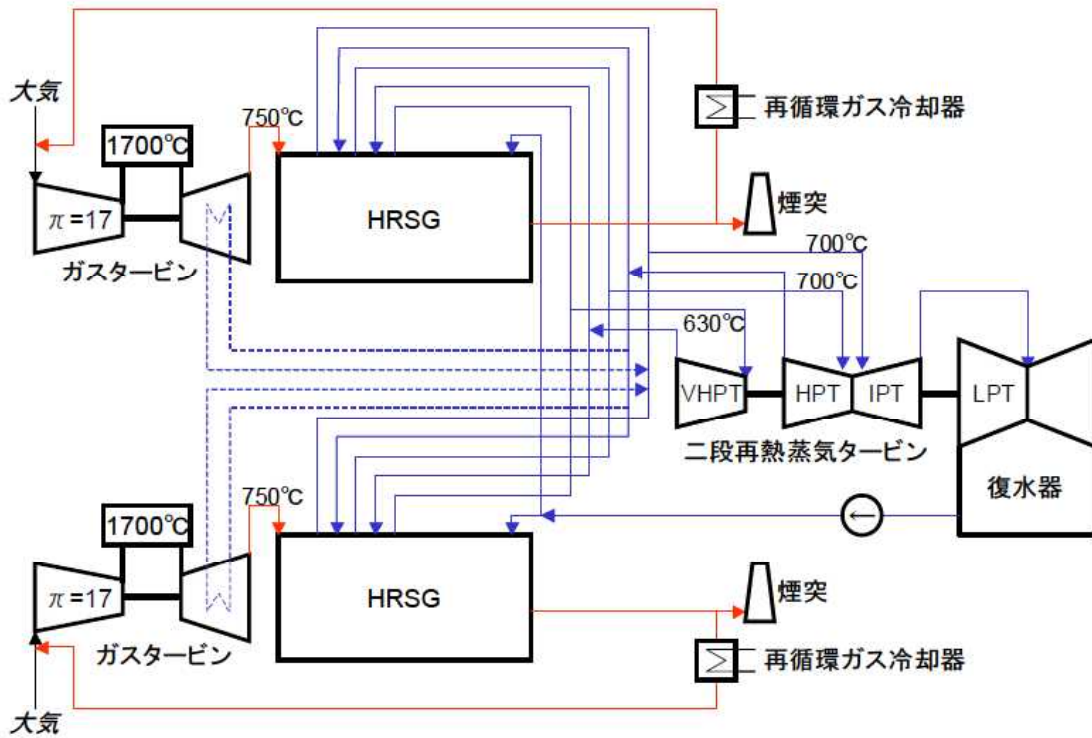 大気
750℃
1700℃
π=17
ガスタービン
HRSG
再循環ガス冷却器
煙突
700℃
700℃
630℃
VHPT
HPT
IPT
LPT
二段再熱蒸気タービン
復水器
←
750℃
1700℃
π=17
ガスタービン
HRSG
煙突
再循環ガス冷却器
大気